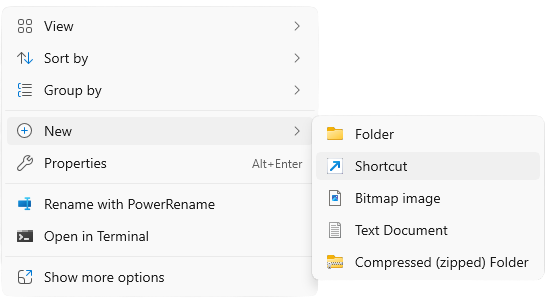 View
Sort by
Group by
New
Properties Alt+Enter
Rename with PowerRename
Open in Terminal
Show more options
Folder
Shortcut
Bitmap image
Text Document
Compressed (zipped) Folder